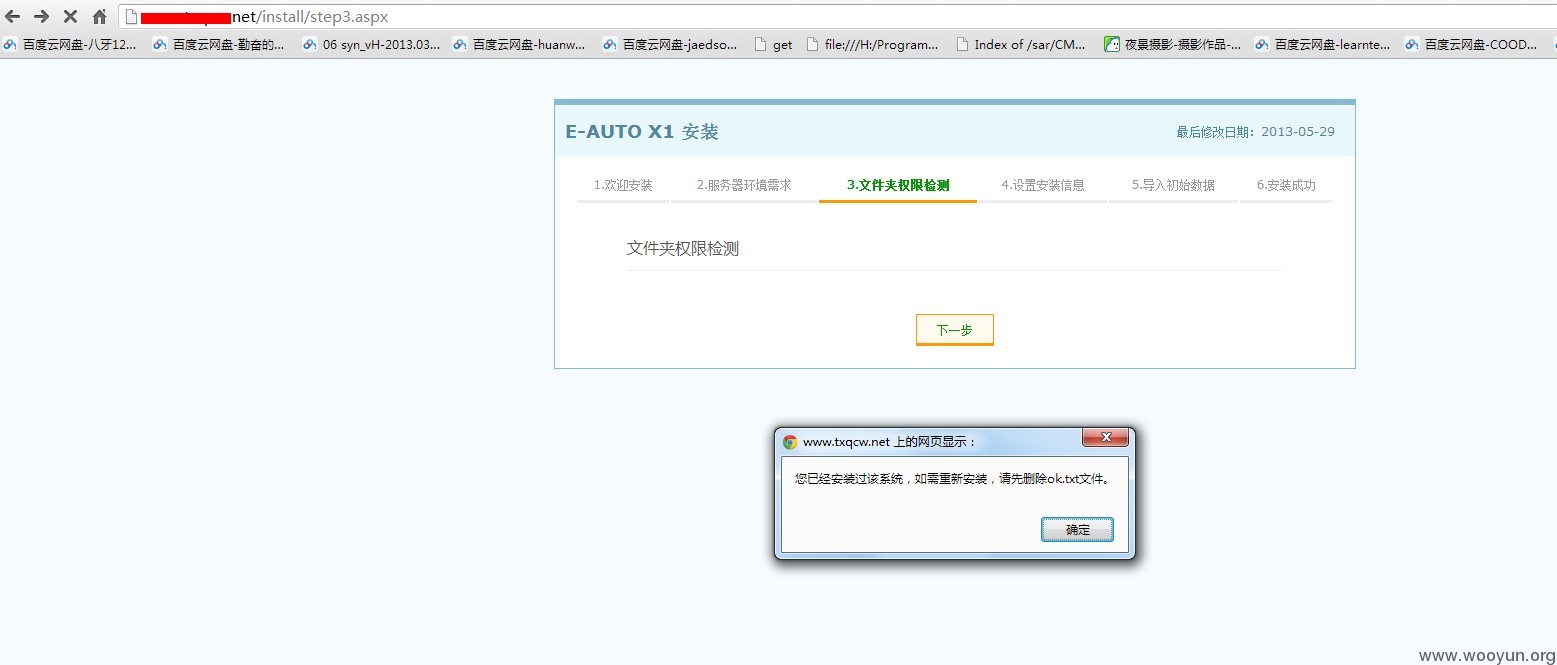 net/install/step3.aspx
百度云网盘-八牙12... 百度云网盘-勤奋的... 06 syn_vH-2013.03... 百度云网盘-huanw... 百度云网盘-jaedso... get file:///H:/Program... Index of /sar/CM... 夜景摄影-摄影作品-... 百度云网盘-learnte... 百度云网盘-COOD...
E-AUTO X1 安装 最后修改日期：2013-05-29
1.欢迎安装 2.服务器环境需求 3.文件夹权限检测 4.设置安装信息 5.导入初始数据 6.安装成功
文件夹权限检测
下一步
www.txqcw.net 上的网页显示：
您已经安装过该系统，如需重新安装，请先删除ok.txt文件。
确定
www.wooyun.org